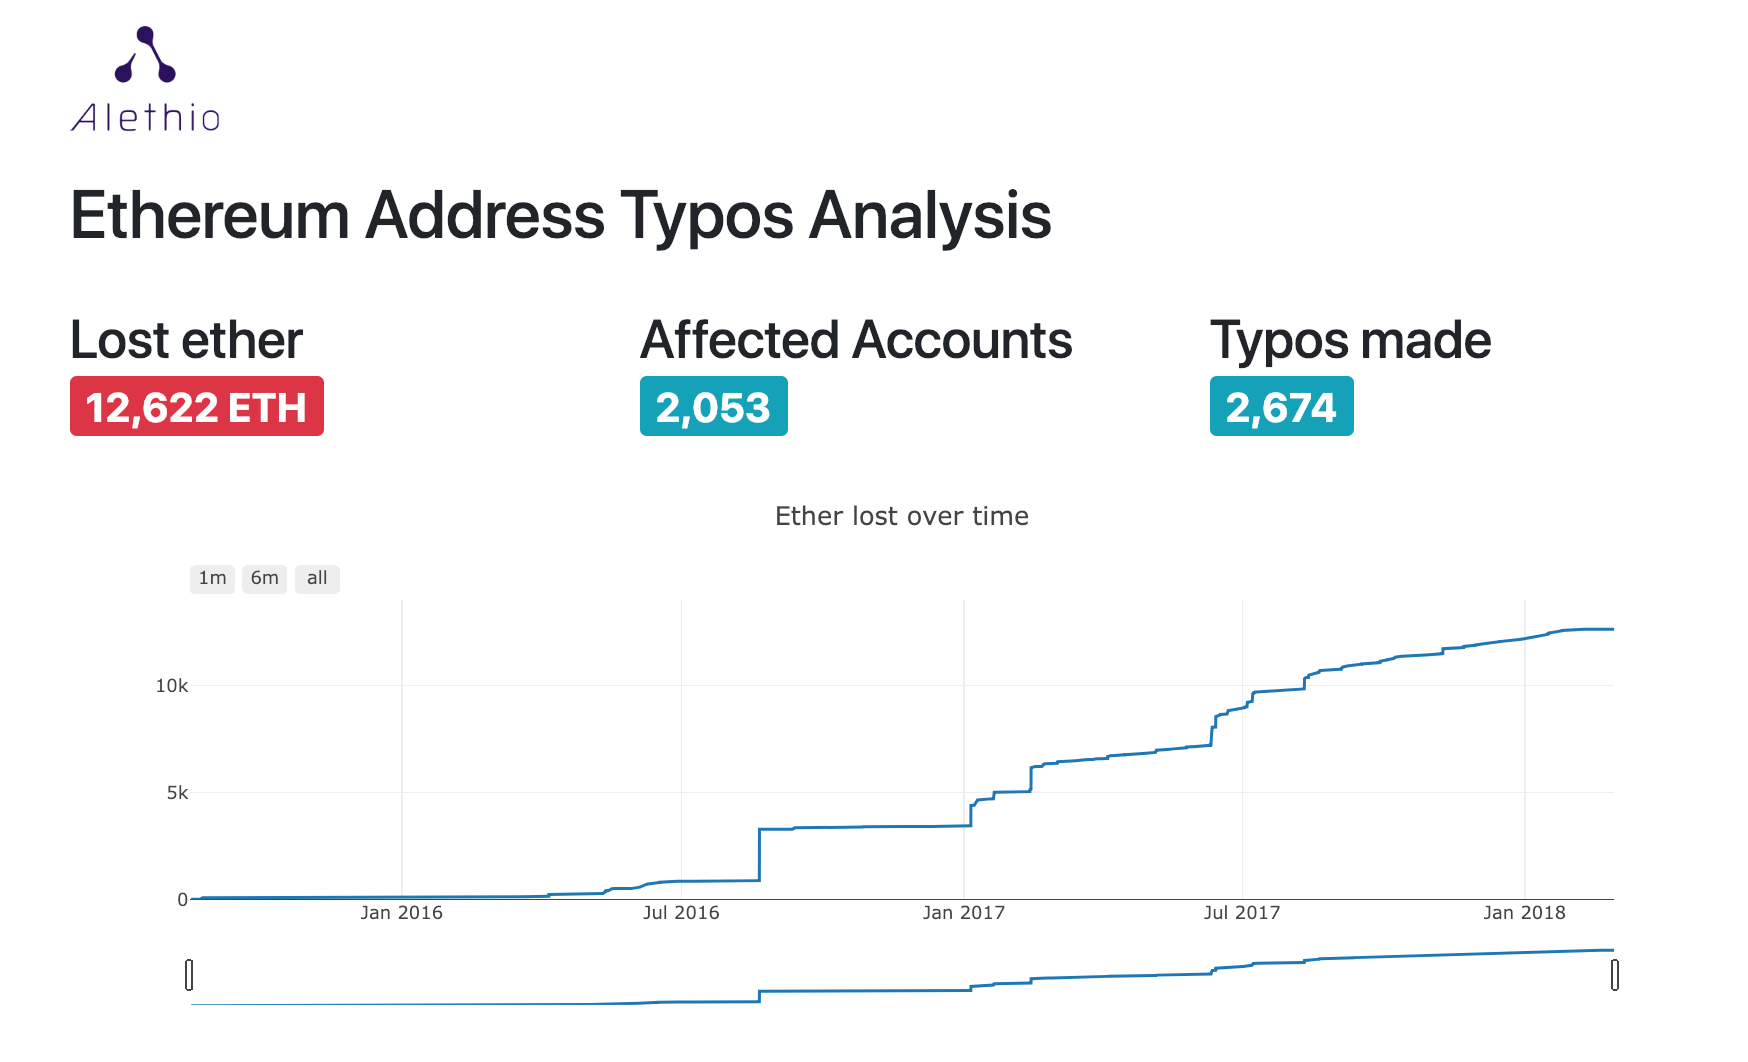 Alethio
Ethereum Address Typos Analysis
Lost ether
12,622 ETH
Affected Accounts
2,053
Typos made
2,674
Ether lost over time
1m 6m all
10k
5k
0
Jan 2016 Jul 2016 Jan 2017 Jul 2017 Jan 2018